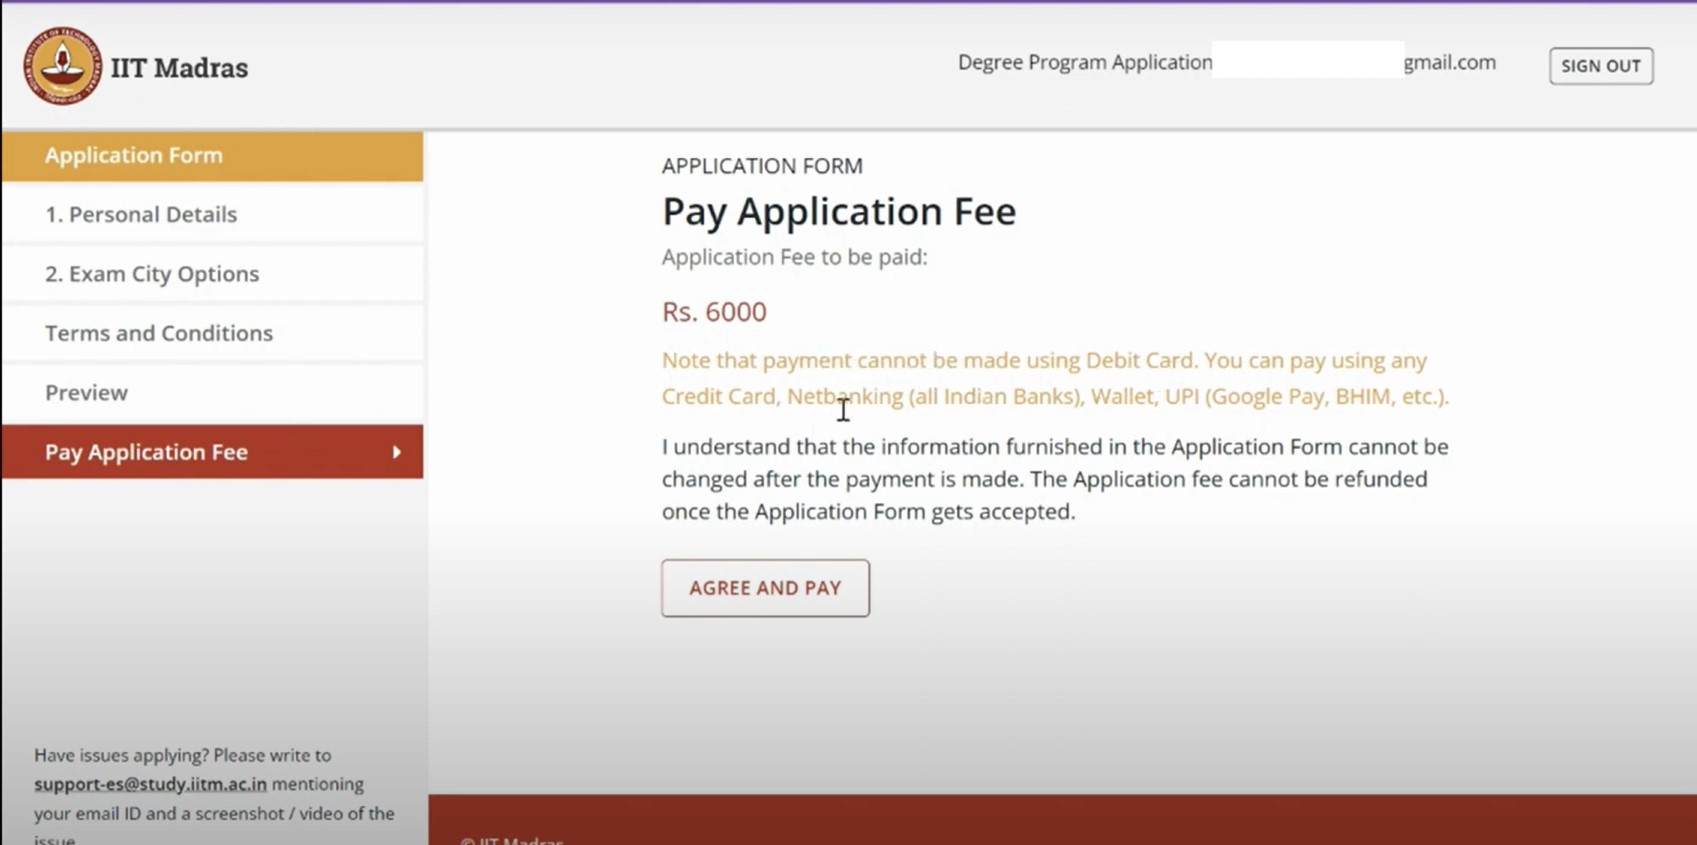 IIT Madras
Degree Program Application gmail.com
SIGN OUT
Application Form
1. Personal Details
2. Exam City Options
Terms and Conditions
Preview
Pay Application Fee
Have issues applying? Please write to
support-es@study.iitm.ac.in mentioning
your email ID and a screenshot / video of the
issue
APPLICATION FORM
Pay Application Fee
Application Fee to be paid:
Rs. 6000
Note that payment cannot be made using Debit Card. You can pay using any
Credit Card, Netbanking (all Indian Banks), Wallet, UPI (Google Pay, BHIM, etc.).
I understand that the information furnished in the Application Form cannot be
changed after the payment is made. The Application fee cannot be refunded
once the Application Form gets accepted.
AGREE AND PAY
© IIT Madras